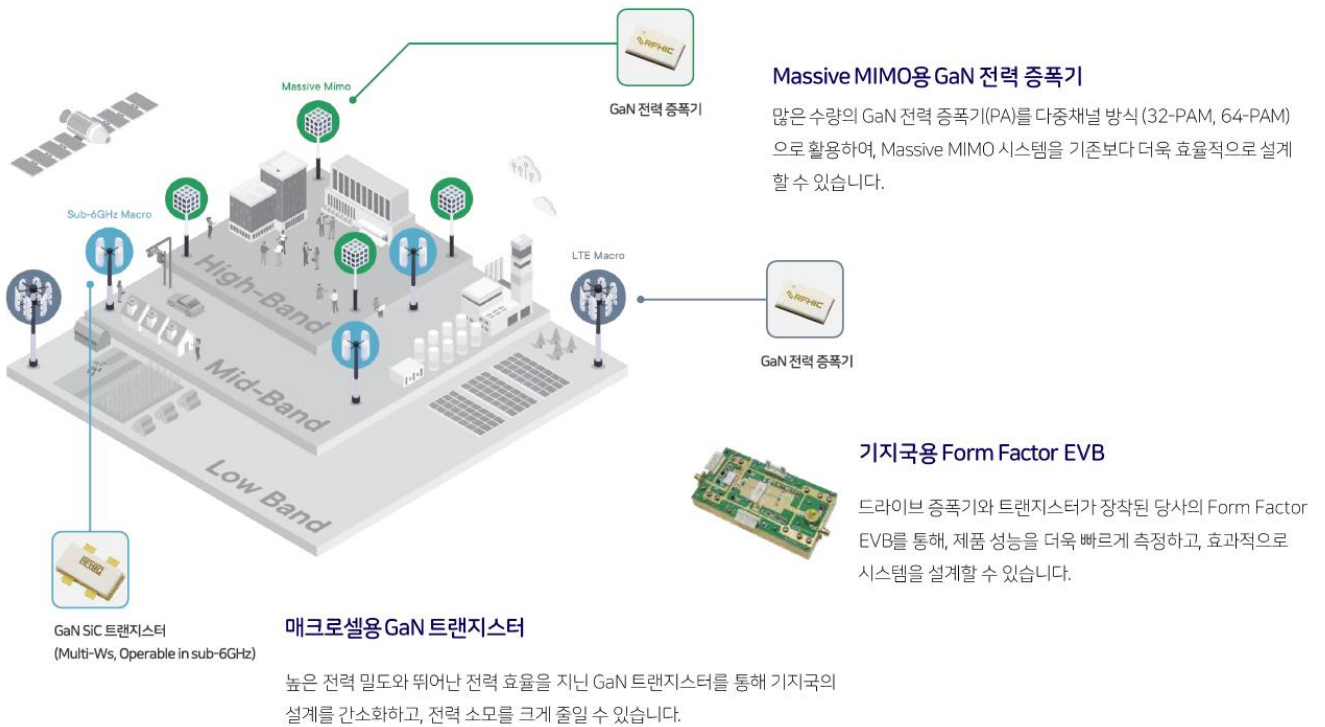 Massive Mimo
RFHIC
GaN 전력 증폭기
Massive MIMO용 GaN 전력 증폭기
많은 수량의 GaN 전력 증폭기(PA)를 다중채널 방식 (32-PAM, 64-PAM)
으로 활용하여, Massive MIMO 시스템을 기존보다 더욱 효율적으로 설계
할 수 있습니다.
Sub-6GHz Macro
High-Band
LTE Macro
RFHIC
GaN 전력 증폭기
Mid-Band
Low Band
기지국용 Form Factor EVB
드라이브 증폭기와 트랜지스터가 장착된 당사의 Form Factor
EVB를 통해, 제품 성능을 더욱 빠르게 측정하고, 효과적으로
시스템을 설계할 수 있습니다.
RFHIC
GaN SiC 트랜지스터
(Multi-Ws, Operable in sub-6GHz)
매크로셀용 GaN 트랜지스터
높은 전력 밀도와 뛰어난 전력 효율을 지닌 GaN 트랜지스터를 통해 기지국의
설계를 간소화하고, 전력 소모를 크게 줄일 수 있습니다.